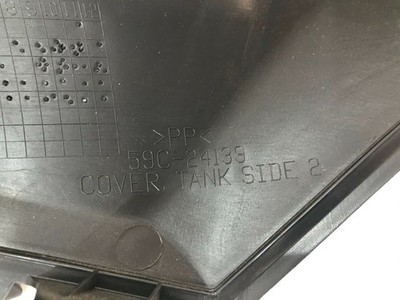 >PP<
59C-24139
COVER, TANK SIDE 2